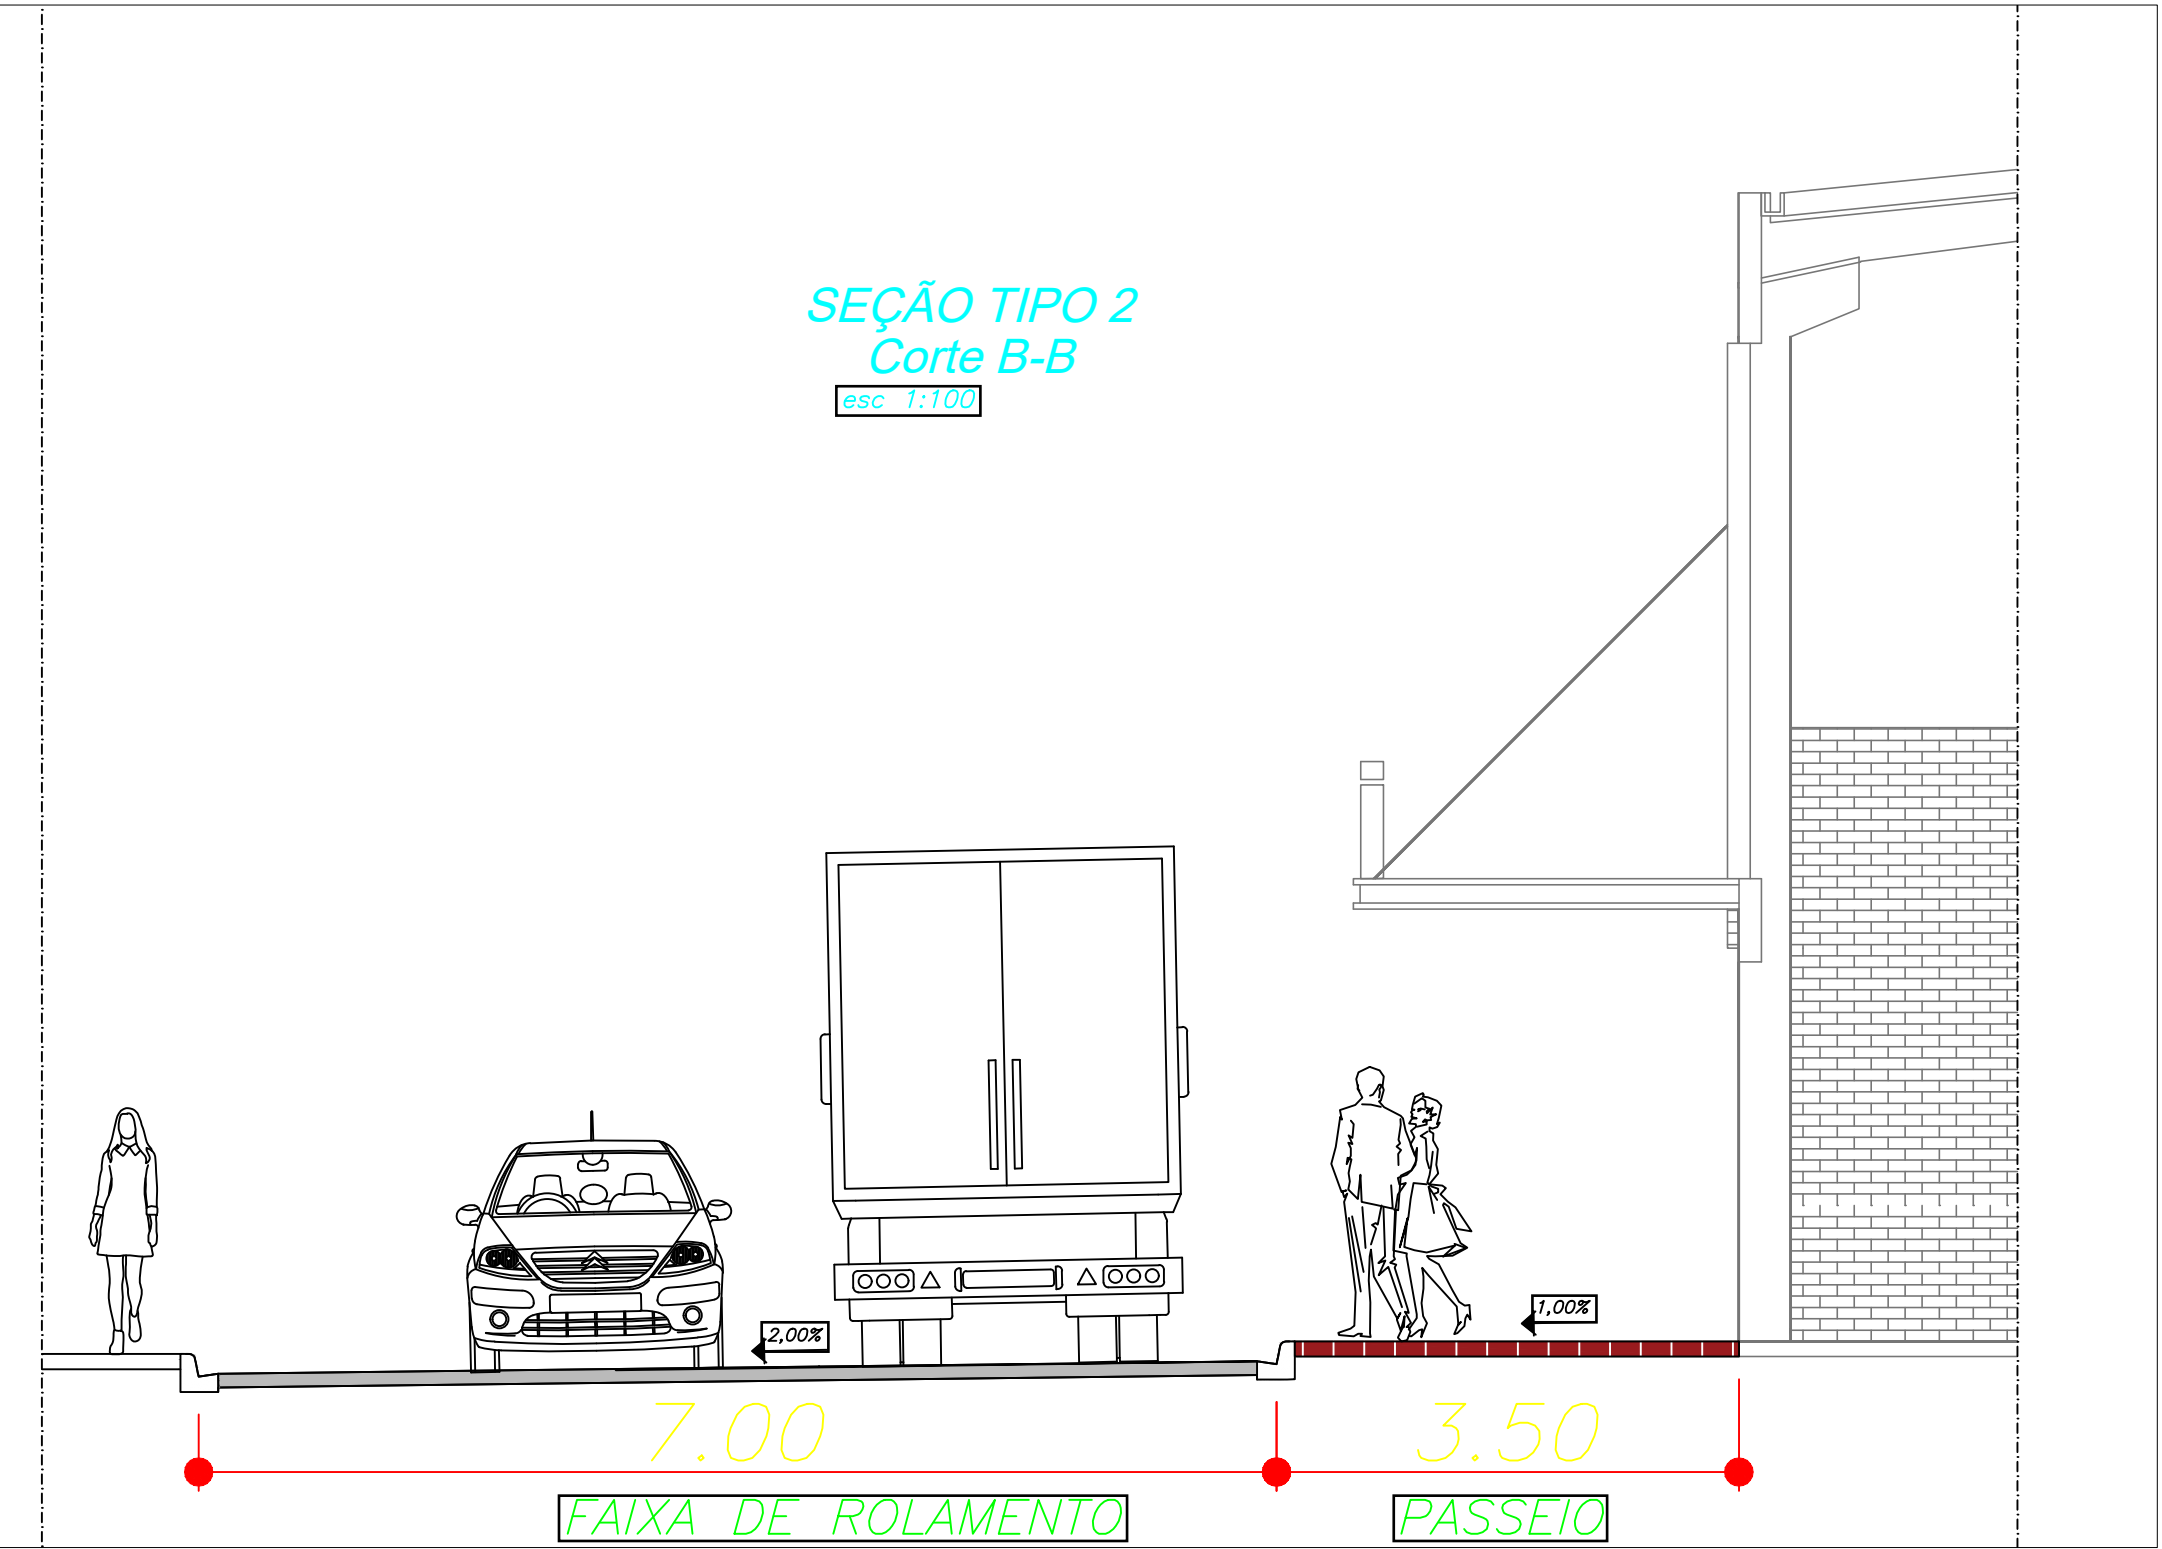 SEÇÃO TIPO 2
Corte B-B
esc 1:100
2,00%
1,00%
7.00
3.50
FAIXA DE ROLAMENTO
PASSEIO